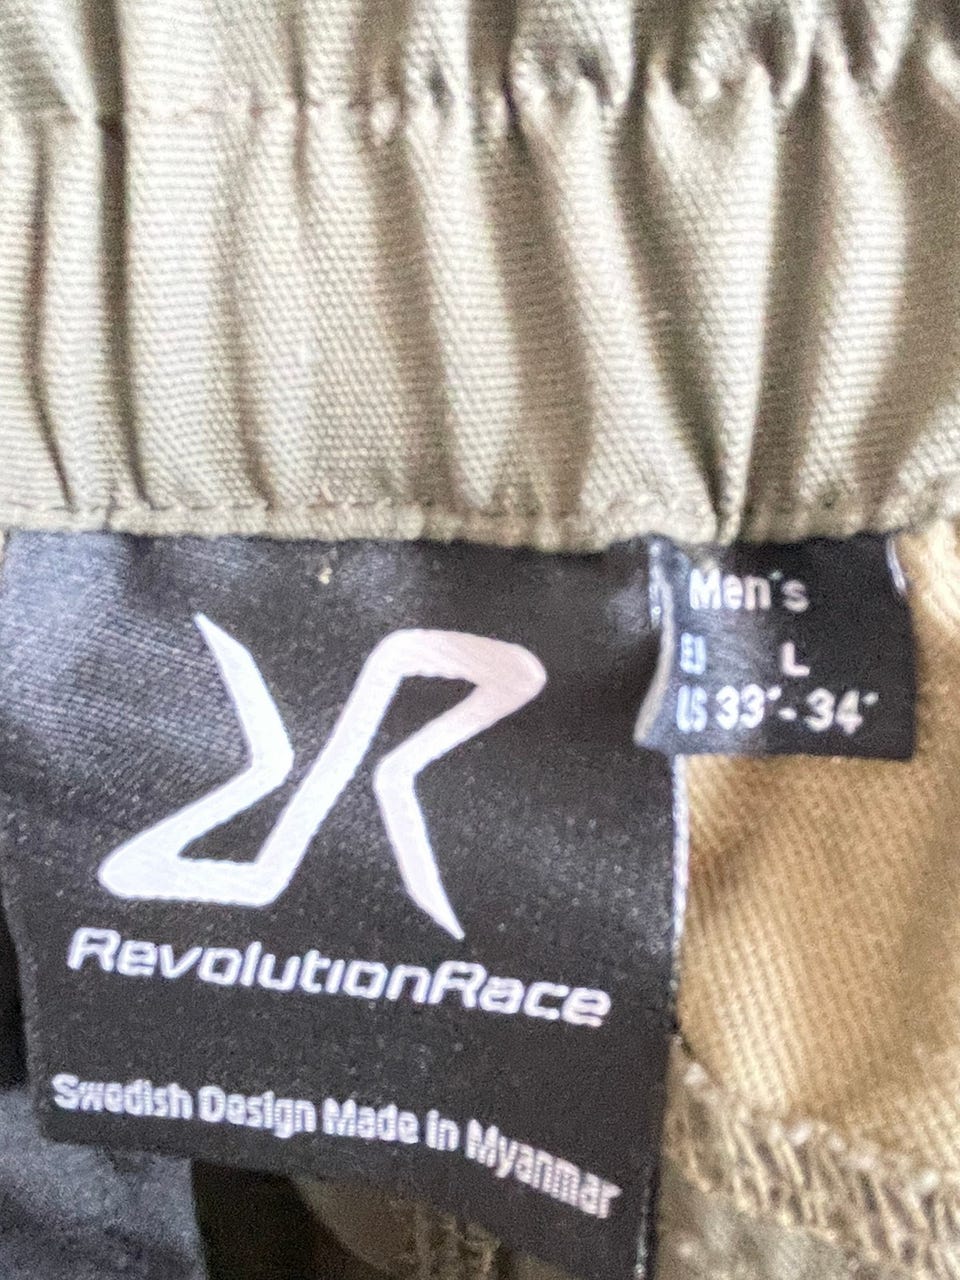 Men's
EU L
US 33"- 34"
RevolutionRace
Swedish Design Made in Myanmar